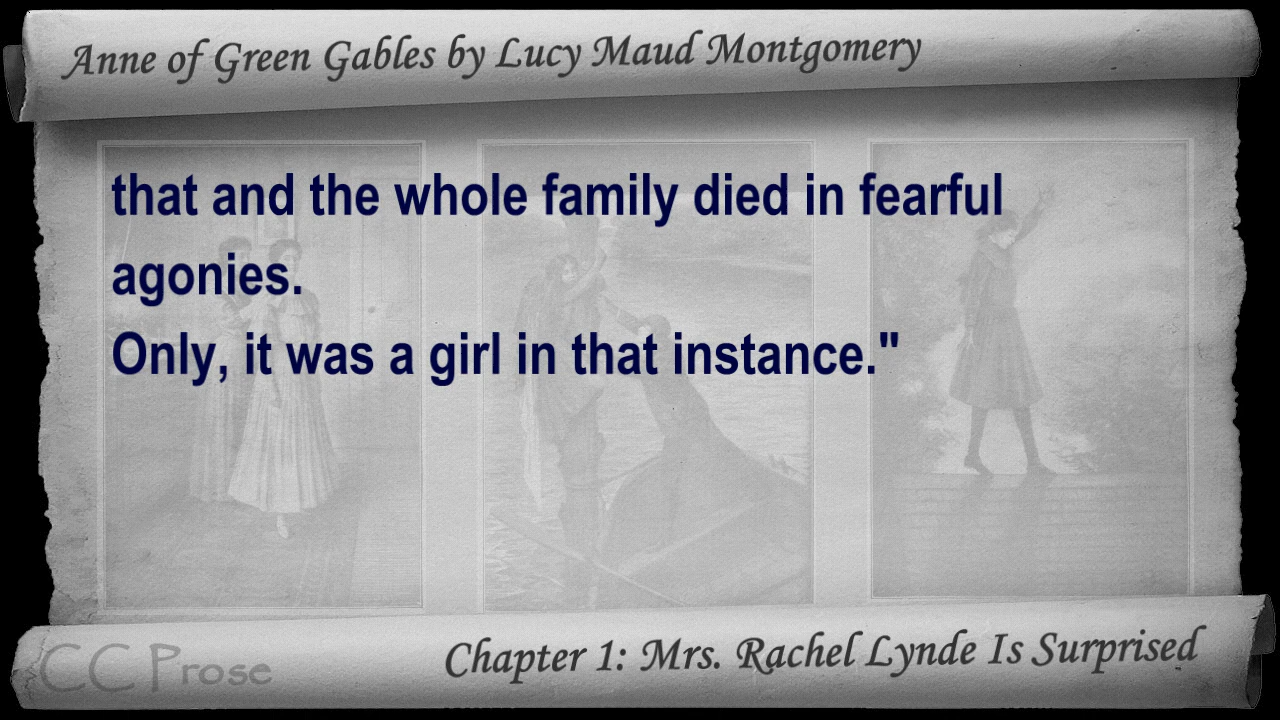 Anne of Green Gables by Lucy Maud Montgomery
that and the whole family died in fearful
agonies.
Only, it was a girl in that instance."
Chapter 1: Mrs. Rachel Lynde Is Surprised
CC Prose